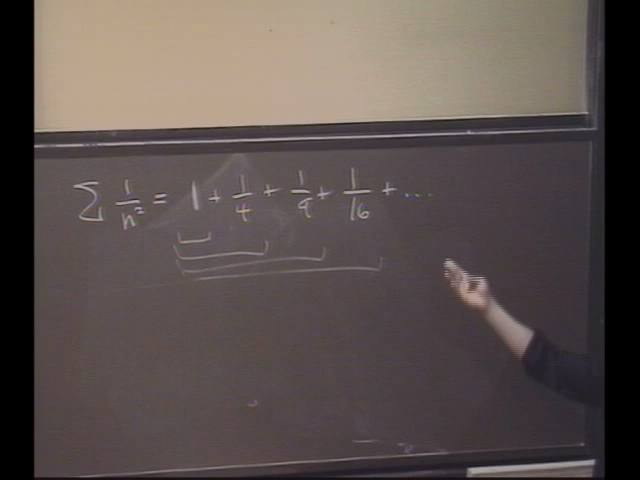 ∑ 1/n² = 1 + 1/4 + 1/9 + 1/16 + ...